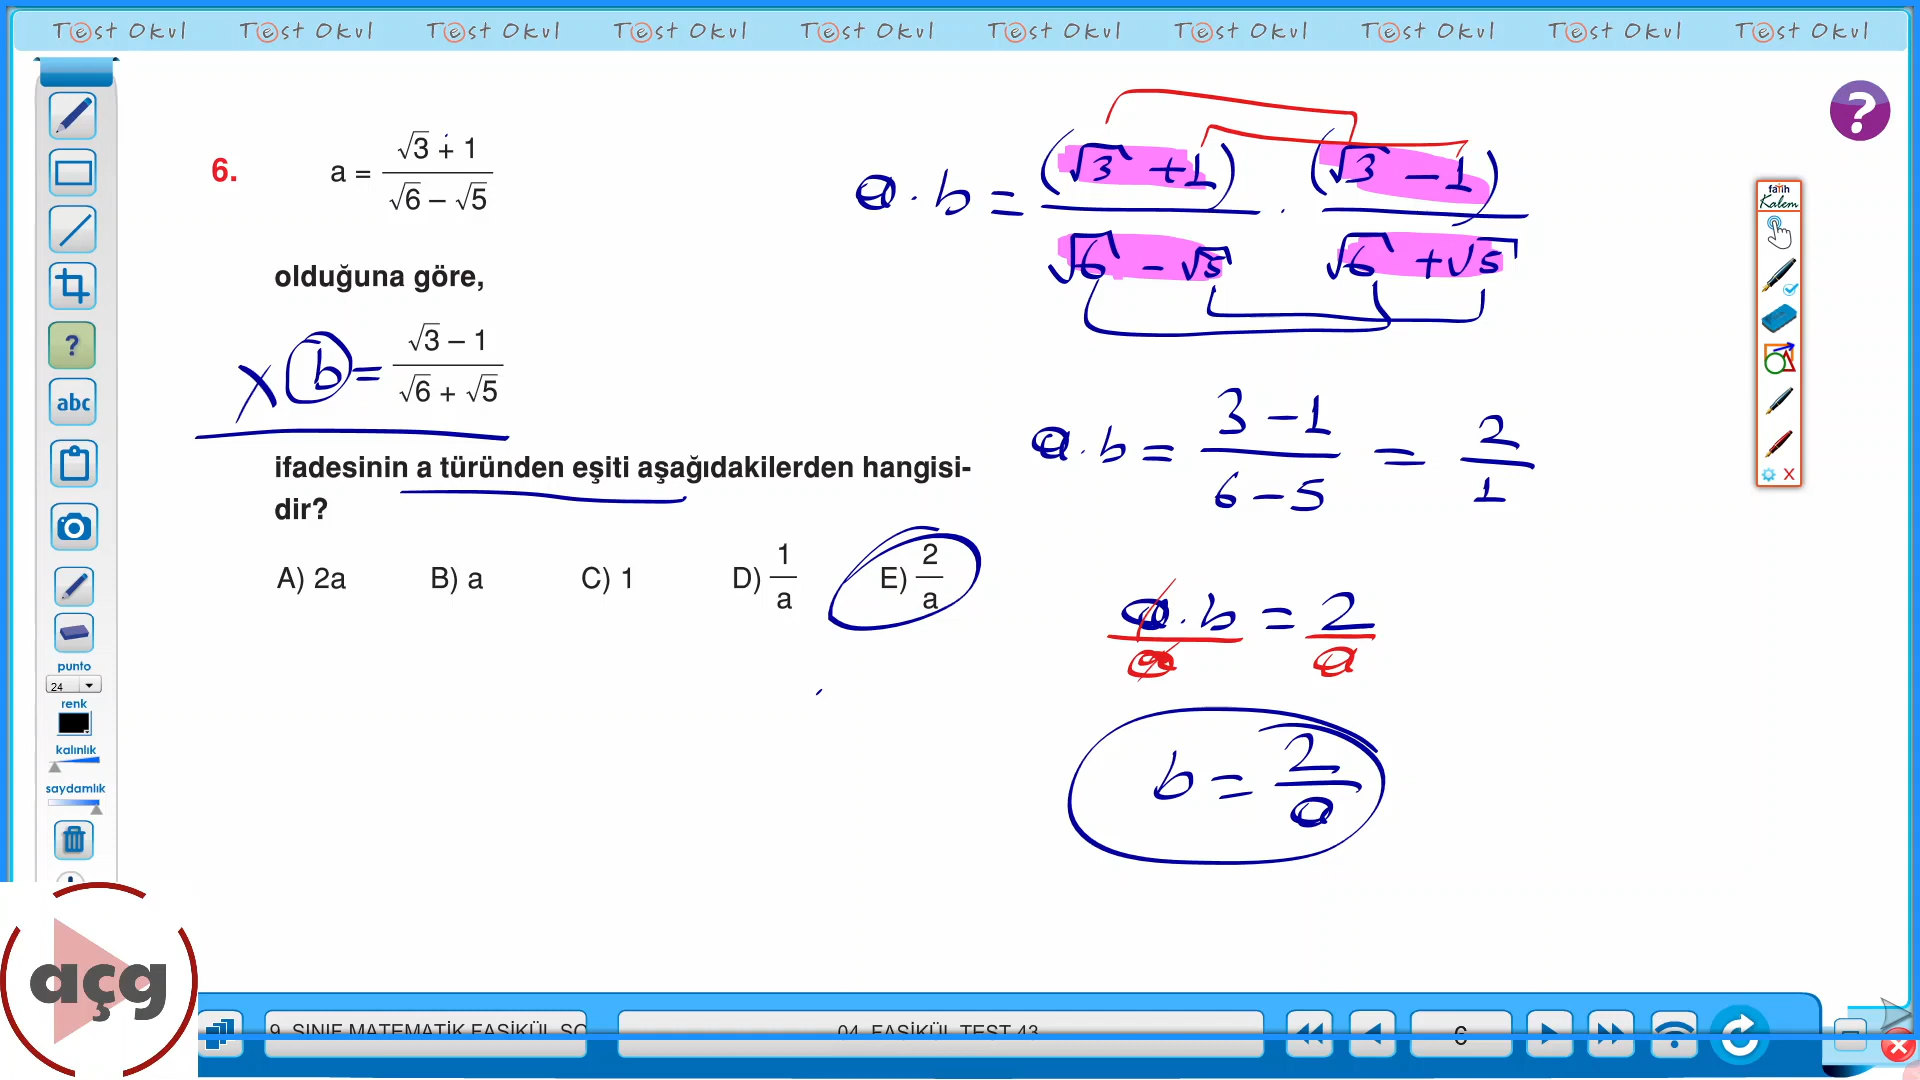 Test Okul Test Okul Test Okul Test Okul Test Okul Test Okul Test Okul Test Okul Test Okul Test Okul
6. a = (√3 + 1) / (√6 – √5)
olduğuna göre,
x b = (√3 – 1) / (√6 + √5)
ifadesinin a türünden eşiti aşağıdakilerden hangisi-
dir?
A) 2a B) a C) 1 D) 1/a E) 2/a
a . b = (√3 + 1) / (√6 – √5) . (√3 – 1) / (√6 + √5)
a . b = (3 – 1) / (6 – 5) = 2/1
a . b / a = 2 / a
b = 2/a
?
abc
punto
24
renk
kalınlık
saydamlık
fatih
Kalem
x
?
açg
9. SINIF MATEMATİK FASİKÜL SO
04. FASİKÜL TEST 43
6